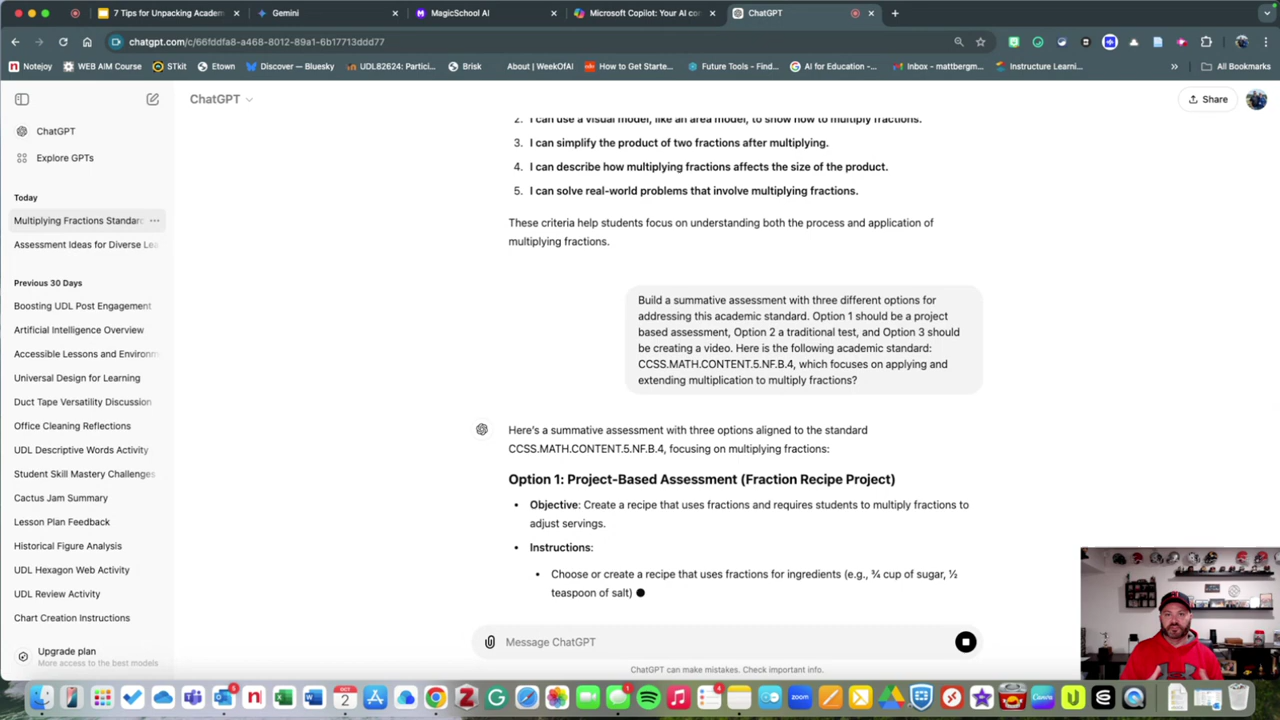 7 Tips for Unpacking Academ
Gemini
MagicSchool AI
Microsoft Copilot: Your AI co
ChatGPT
chatgpt.com/c/66fddfa8-a468-8012-89a1-6b17713ddd77
Notejoy
WEB AIM Course
STkit
Etown
Discover — Bluesky
UDL82624: Partici...
Brisk
About | WeekOfAI
How to Get Starte...
Future Tools - Find...
AI for Education -...
Inbox - mattbergm...
Instructure Learni...
All Bookmarks
ChatGPT
Share
ChatGPT
Explore GPTs
Today
Multiplying Fractions Standard
Assessment Ideas for Diverse Lea
Previous 30 Days
Boosting UDL Post Engagement
Artificial Intelligence Overview
Accessible Lessons and Environm
Universal Design for Learning
Duct Tape Versatility Discussion
Office Cleaning Reflections
UDL Descriptive Words Activity
Student Skill Mastery Challenges
Cactus Jam Summary
Lesson Plan Feedback
Historical Figure Analysis
UDL Hexagon Web Activity
UDL Review Activity
Chart Creation Instructions
Upgrade plan
More access to the best models
2. I can use a visual model, like an area model, to show how to multiply fractions.
3. I can simplify the product of two fractions after multiplying.
4. I can describe how multiplying fractions affects the size of the product.
5. I can solve real-world problems that involve multiplying fractions.
These criteria help students focus on understanding both the process and application of
multiplying fractions.
Build a summative assessment with three different options for
addressing this academic standard. Option 1 should be a project
based assessment, Option 2 a traditional test, and Option 3 should
be creating a video. Here is the following academic standard:
CCSS.MATH.CONTENT.5.NF.B.4, which focuses on applying and
extending multiplication to multiply fractions?
Here's a summative assessment with three options aligned to the standard
CCSS.MATH.CONTENT.5.NF.B.4, focusing on multiplying fractions:
Option 1: Project-Based Assessment (Fraction Recipe Project)
• Objective: Create a recipe that uses fractions and requires students to multiply fractions to
adjust servings.
• Instructions:
• Choose or create a recipe that uses fractions for ingredients (e.g., ¾ cup of sugar, ½
teaspoon of salt)
Message ChatGPT
ChatGPT can make mistakes. Check important info.
OCT
2
zoom
Canva